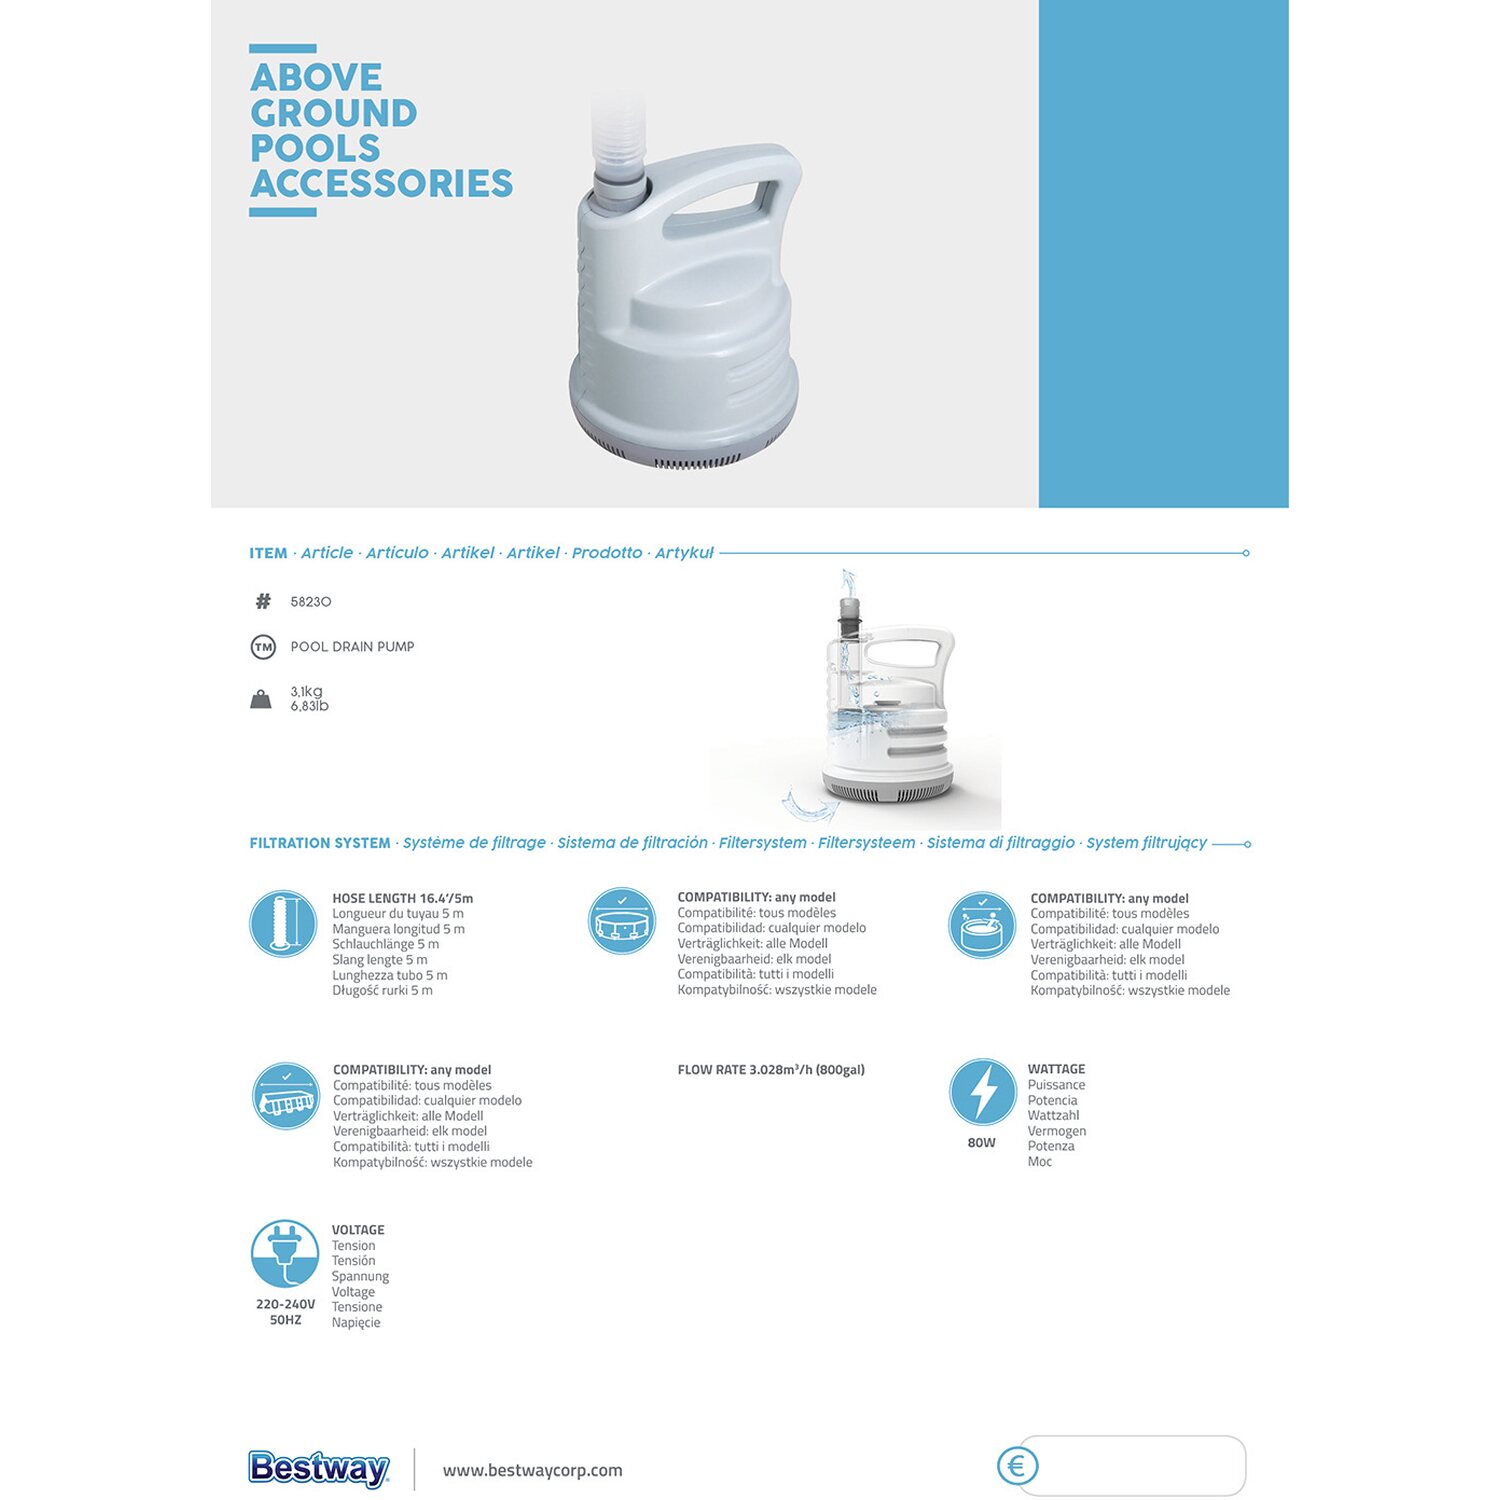 ABOVE
GROUND
POOLS
ACCESSORIES
ITEM · Article · Artículo · Artikel · Artikel · Prodotto · Artykuł
# 58230
TM POOL DRAIN PUMP
3,1kg
6,83lb
FILTRATION SYSTEM · Système de filtrage · Sistema de filtración · Filtersystem · Filtersysteem · Sistema di filtraggio · System filtrujący
HOSE LENGTH 16.4'/5m
Longueur du tuyau 5 m
Manguera longitud 5 m
Schlauchlänge 5 m
Slang lengte 5 m
Lunghezza tubo 5 m
Długość rurki 5 m
COMPATIBILITY: any model
Compatibilité: tous modèles
Compatibilidad: cualquier modelo
Verträglichkeit: alle Modell
Verenigbaarheid: elk model
Compatibilità: tutti i modelli
Kompatybilność: wszystkie modele
COMPATIBILITY: any model
Compatibilité: tous modèles
Compatibilidad: cualquier modelo
Verträglichkeit: alle Modell
Verenigbaarheid: elk model
Compatibilità: tutti i modelli
Kompatybilność: wszystkie modele
COMPATIBILITY: any model
Compatibilité: tous modèles
Compatibilidad: cualquier modelo
Verträglichkeit: alle Modell
Verenigbaarheid: elk model
Compatibilità: tutti i modelli
Kompatybilność: wszystkie modele
FLOW RATE 3.028m³/h (800gal)
80W
WATTAGE
Puissance
Potencia
Wattzahl
Vermogen
Potenza
Moc
220-240V
50HZ
VOLTAGE
Tension
Tensión
Spannung
Voltage
Tensione
Napięcie
Bestway
www.bestwaycorp.com
€